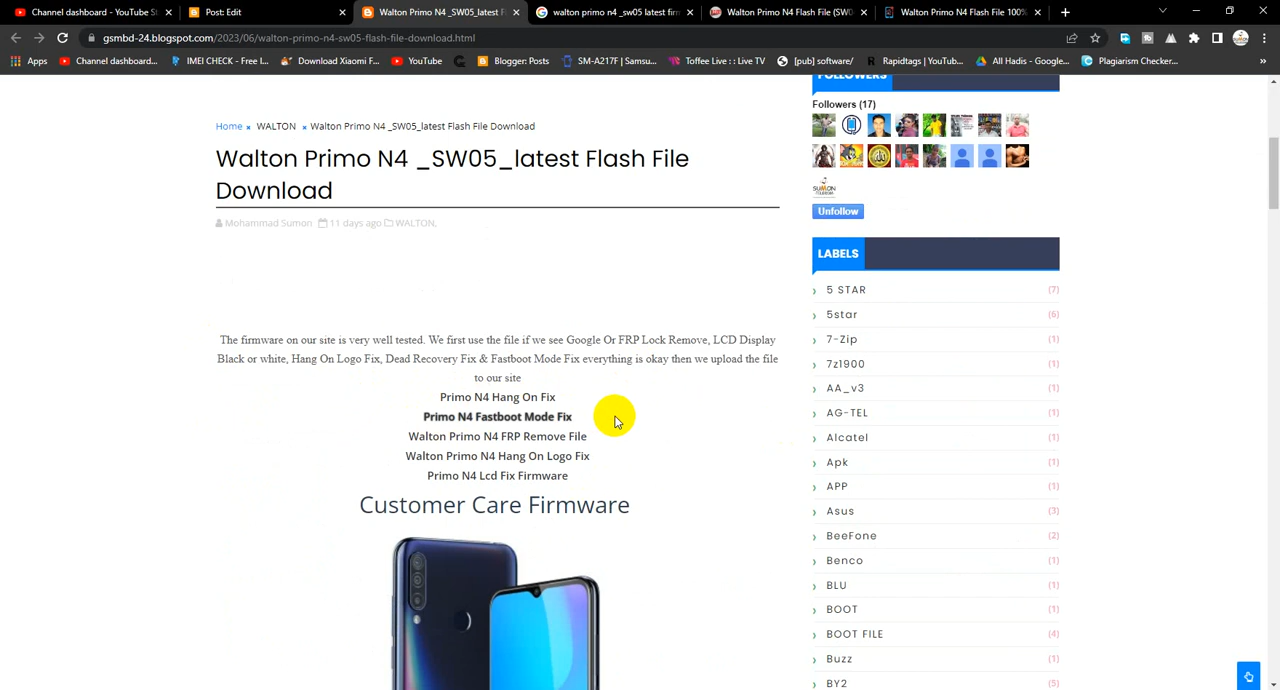 Channel dashboard - YouTube S
Post: Edit
Walton Primo N4 _SW05_latest F
walton primo n4 _sw05 latest firm
Walton Primo N4 Flash File (SW0
Walton Primo N4 Flash File 100%
gsmbd-24.blogspot.com/2023/06/walton-primo-n4-sw05-flash-file-download.html
Apps
Channel dashboard...
IMEI CHECK - Free I...
Download Xiaomi F...
YouTube
Blogger: Posts
SM-A217F | Samsu...
Toffee Live : : Live TV
[pub] software/
Rapidtags | YouTub...
All Hadis - Google...
Plagiarism Checker...
»
FOLLOWERS
Followers (17)
Home × WALTON × Walton Primo N4 _SW05_latest Flash File Download
Walton Primo N4 _SW05_latest Flash File
Download
Mohammad Sumon 11 days ago WALTON,
SUMON
Unfollow
LABELS
The firmware on our site is very well tested. We first use the file if we see Google Or FRP Lock Remove, LCD Display
Black or white, Hang On Logo Fix, Dead Recovery Fix & Fastboot Mode Fix everything is okay then we upload the file
to our site
Primo N4 Hang On Fix
Primo N4 Fastboot Mode Fix
Walton Primo N4 FRP Remove File
Walton Primo N4 Hang On Logo Fix
Primo N4 Lcd Fix Firmware
Customer Care Firmware
5 STAR (7)
5star (6)
7-Zip (1)
7z1900 (1)
AA_v3 (1)
AG-TEL (1)
Alcatel (1)
Apk (1)
APP (1)
Asus (3)
BeeFone (2)
Benco (1)
BLU (1)
BOOT (1)
BOOT FILE (4)
Buzz (1)
BY2 (5)